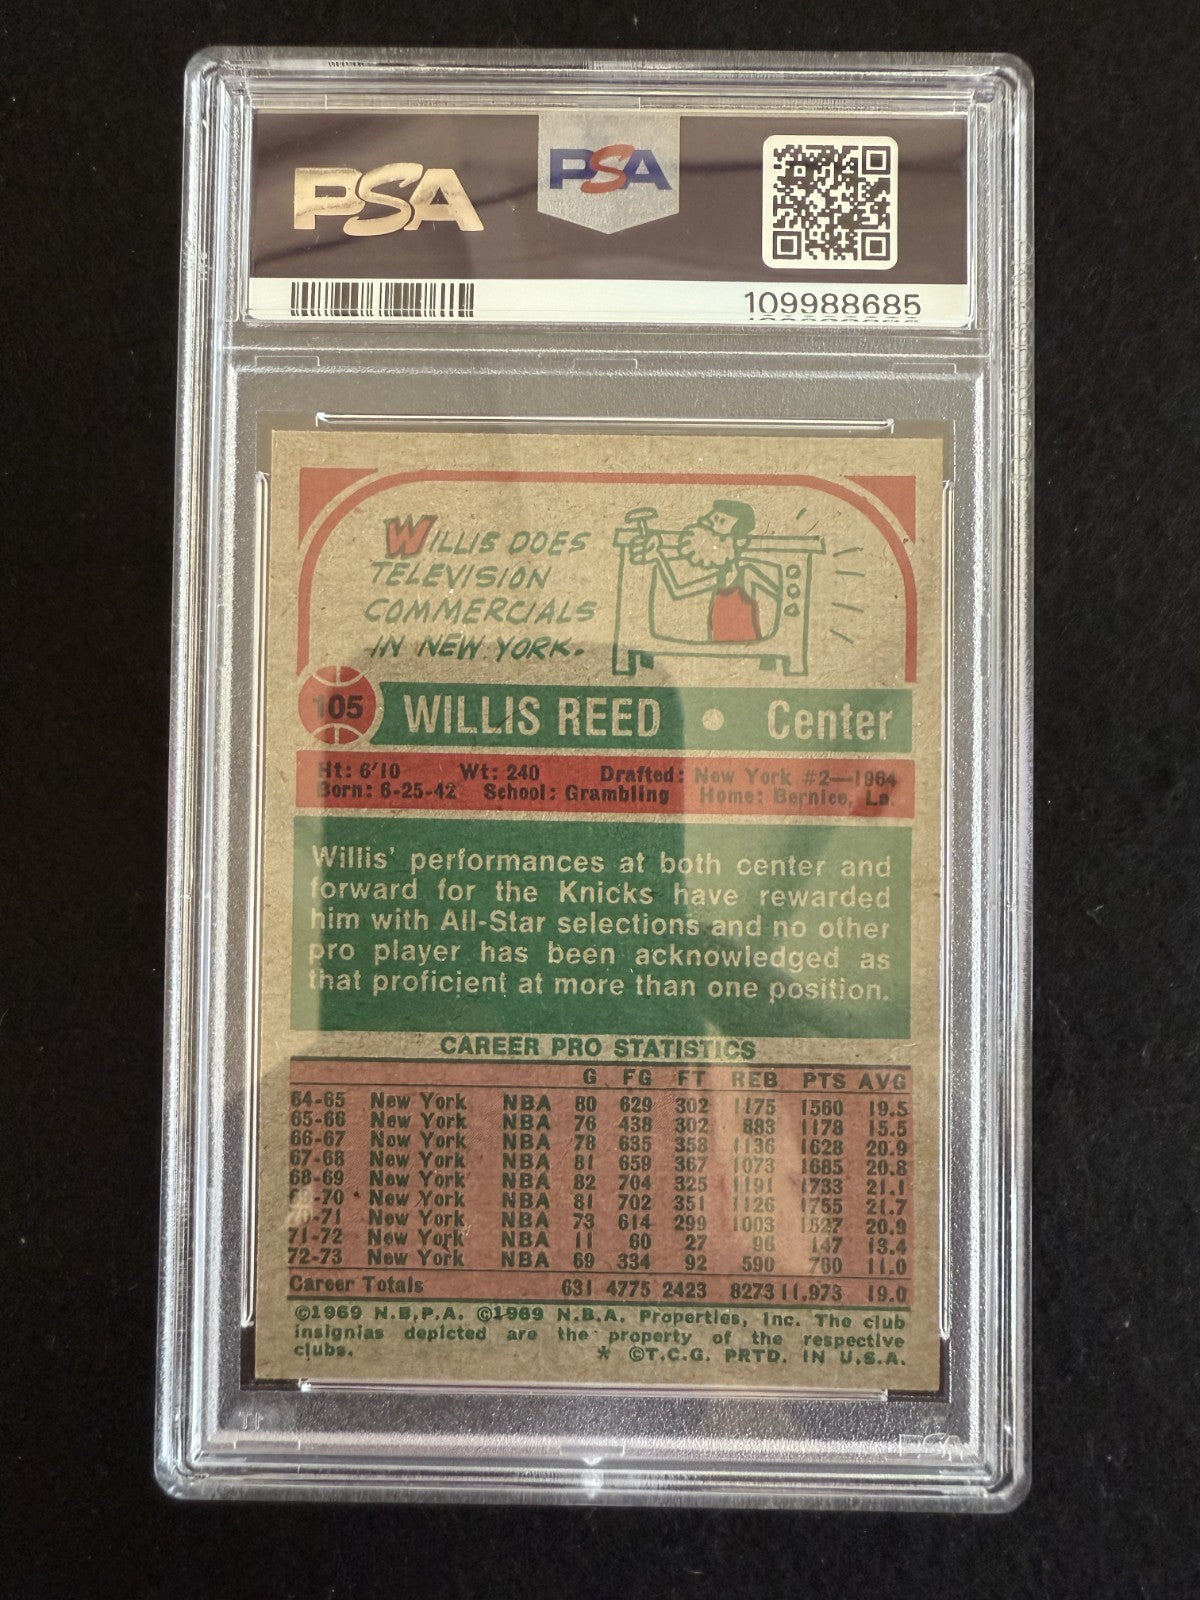 PSA
PSA
109988685
WILLIS DOES
TELEVISION
COMMERCIALS
IN NEW YORK.
105 WILLIS REED • Center
Ht: 6'10 Wt: 240 Drafted: New York #2—1964
Born: 6-25-42 School: Grambling Home: Bernice, La.
Willis' performances at both center and
forward for the Knicks have rewarded
him with All-Star selections and no other
pro player has been acknowledged as
that proficient at more than one position.
CAREER PRO STATISTICS
G FG FT REB PTS AVG
64-65 New York NBA 80 629 302 1175 1560 19.5
65-66 New York NBA 76 438 302 883 1178 15.5
66-67 New York NBA 78 635 358 1136 1628 20.9
67-68 New York NBA 81 659 367 1073 1685 20.8
68-69 New York NBA 82 704 325 1191 1733 21.1
69-70 New York NBA 81 702 351 1126 1755 21.7
70-71 New York NBA 73 614 299 1003 1527 20.9
71-72 New York NBA 11 60 27 96 147 13.4
72-73 New York NBA 69 334 92 590 760 11.0
Career Totals 631 4775 2423 8273 11,973 19.0
©1969 N.B.P.A. ©1969 N.B.A. Properties, Inc. The club
insignias depicted are the property of the respective
clubs. * ©T.C.G. PRTD. IN U.S.A.
PSA